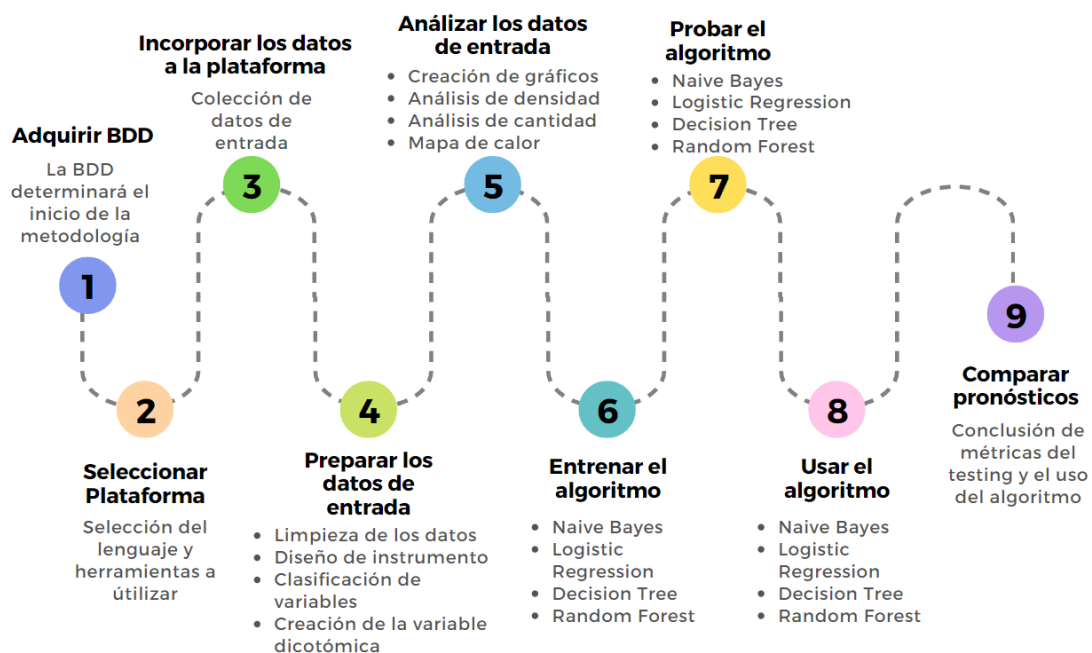 Adquirir BDD
La BDD
determinará el
inicio de la
metodología
1
2
Seleccionar
Plataforma
Selección del
lenguaje y
herramientas a
útilizar
Incorporar los datos
a la plataforma
Colección de
datos de
entrada
3
4
Preparar los
datos de
entrada
• Limpieza de los datos
• Diseño de instrumento
• Clasificación de
variables
• Creación de la variable
dicotómica
Análizar los datos
de entrada
• Creación de gráficos
• Análisis de densidad
• Análisis de cantidad
• Mapa de calor
5
6
Entrenar el
algoritmo
• Naive Bayes
• Logistic
Regression
• Decision Tree
• Random Forest
Probar el
algoritmo
• Naive Bayes
• Logistic Regression
• Decision Tree
• Random Forest
7
8
Usar el
algoritmo
• Naive Bayes
• Logistic
Regression
• Decision Tree
• Random Forest
9
Comparar
pronósticos
Conclusión de
métricas del
testing y el uso
del algoritmo